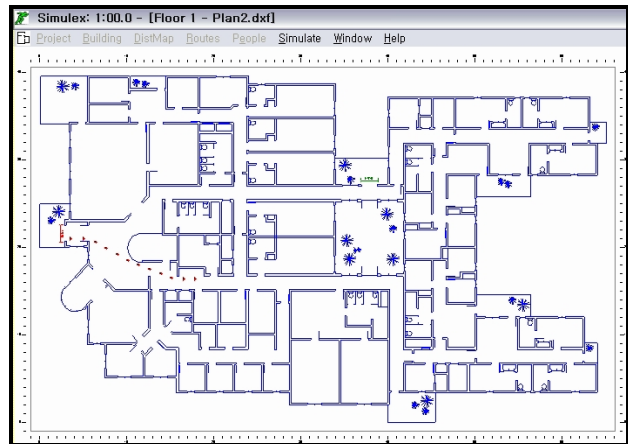 Simulex: 1:00.0 - [Floor 1 - Plan2.dxf]
Project Building DistMap Routes People Simulate Window Help